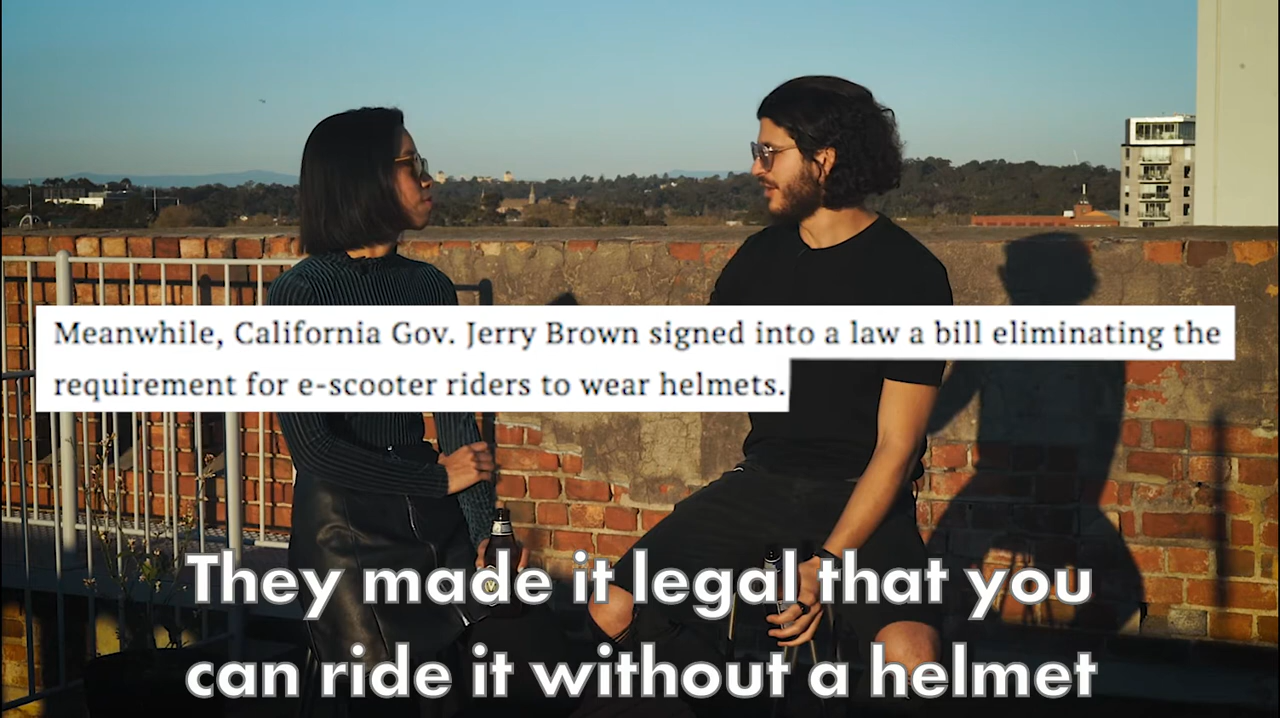 Meanwhile, California Gov. Jerry Brown signed into a law a bill eliminating the
requirement for e-scooter riders to wear helmets.
They made it legal that you
can ride it without a helmet